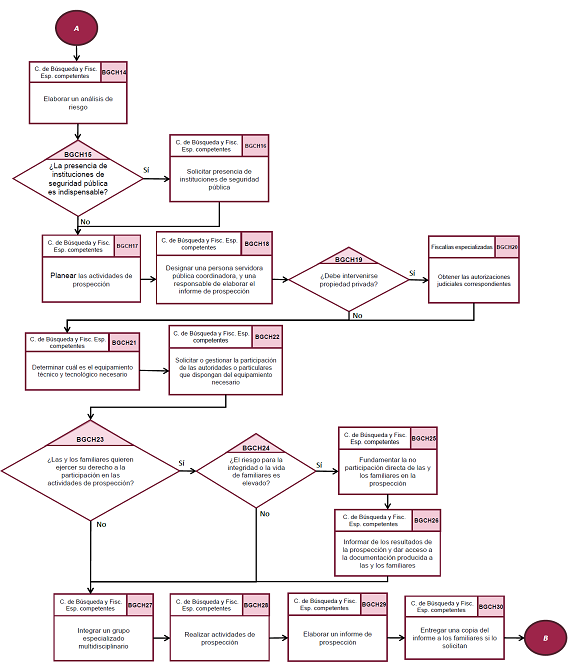 A
C. de Búsqueda y Fisc.
Esp. competentes
BGCH14
Elaborar un análisis de
riesgo
BGCH15
¿La presencia de
instituciones de
seguridad pública
es indispensable?
Sí
No
C. de Búsqueda y Fisc.
Esp. competentes
BGCH16
Solicitar presencia de
instituciones de seguridad
pública
C. de Búsqueda y Fisc.
Esp. competentes
BGCH17
Planear las actividades de
prospección
C. de Búsqueda y Fisc. Esp.
competentes
BGCH18
Designar una persona servidora
pública coordinadora, y una
responsable de elaborar el
informe de prospección
BGCH19
¿Debe intervenirse
propiedad privada?
Sí
No
Fiscalías especializadas
BGCH20
Obtener las autorizaciones
judiciales correspondientes
C. de Búsqueda y Fisc. Esp.
competentes
BGCH21
Determinar cuál es el equipamiento
técnico y tecnológico necesario
C. de Búsqueda y Fisc. Esp.
competentes
BGCH22
Solicitar o gestionar la participación
de las autoridades o particulares
que dispongan del equipamiento
necesario
BGCH23
¿Las y los familiares quieren
ejercer su derecho a la
participación en las
actividades de prospección?
Sí
No
BGCH24
¿El riesgo para la
integridad o la vida
de familiares es
elevado?
Sí
No
C. de Búsqueda y Fisc.
Esp. competentes
BGCH25
Fundamentar la no
participación directa de las y
los familiares en la
prospección.
C. de Búsqueda y Fisc.
Esp. competentes
BGCH26
Informar de los resultados de
la prospección y dar acceso a
la documentación producida a
las y los familiares
C. de Búsqueda y Fisc.
Esp. competentes
BGCH27
Integrar un grupo
especializado
multidisciplinario
C. de Búsqueda y Fisc.
Esp. competentes
BGCH28
Realizar actividades de
prospección
C. de Búsqueda y Fisc.
Esp. competentes
BGCH29
Elaborar un informe de
prospección
C. de Búsqueda y Fisc.
Esp. competentes
BGCH30
Entregar una copia del
informe a los familiares si lo
solicitan
B